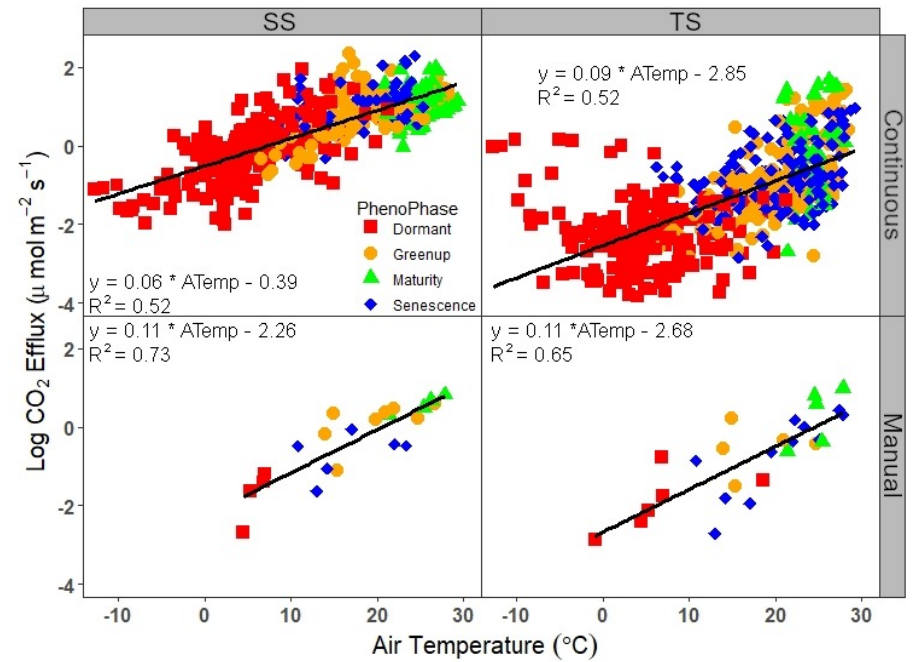 SS
TS
Log CO₂ Efflux (μ mol m⁻² s⁻¹)
2
0
-2
-4
y = 0.06 * ATemp - 0.39
R² = 0.52
PhenoPhase
Dormant
Greenup
Maturity
Senescence
y = 0.09 * ATemp - 2.85
R² = 0.52
Continuous
2
0
-2
-4
y = 0.11 * ATemp - 2.26
R² = 0.73
y = 0.11 *ATemp - 2.68
R² = 0.65
Manual
-10 0 10 20 30
-10 0 10 20 30
Air Temperature (°C)